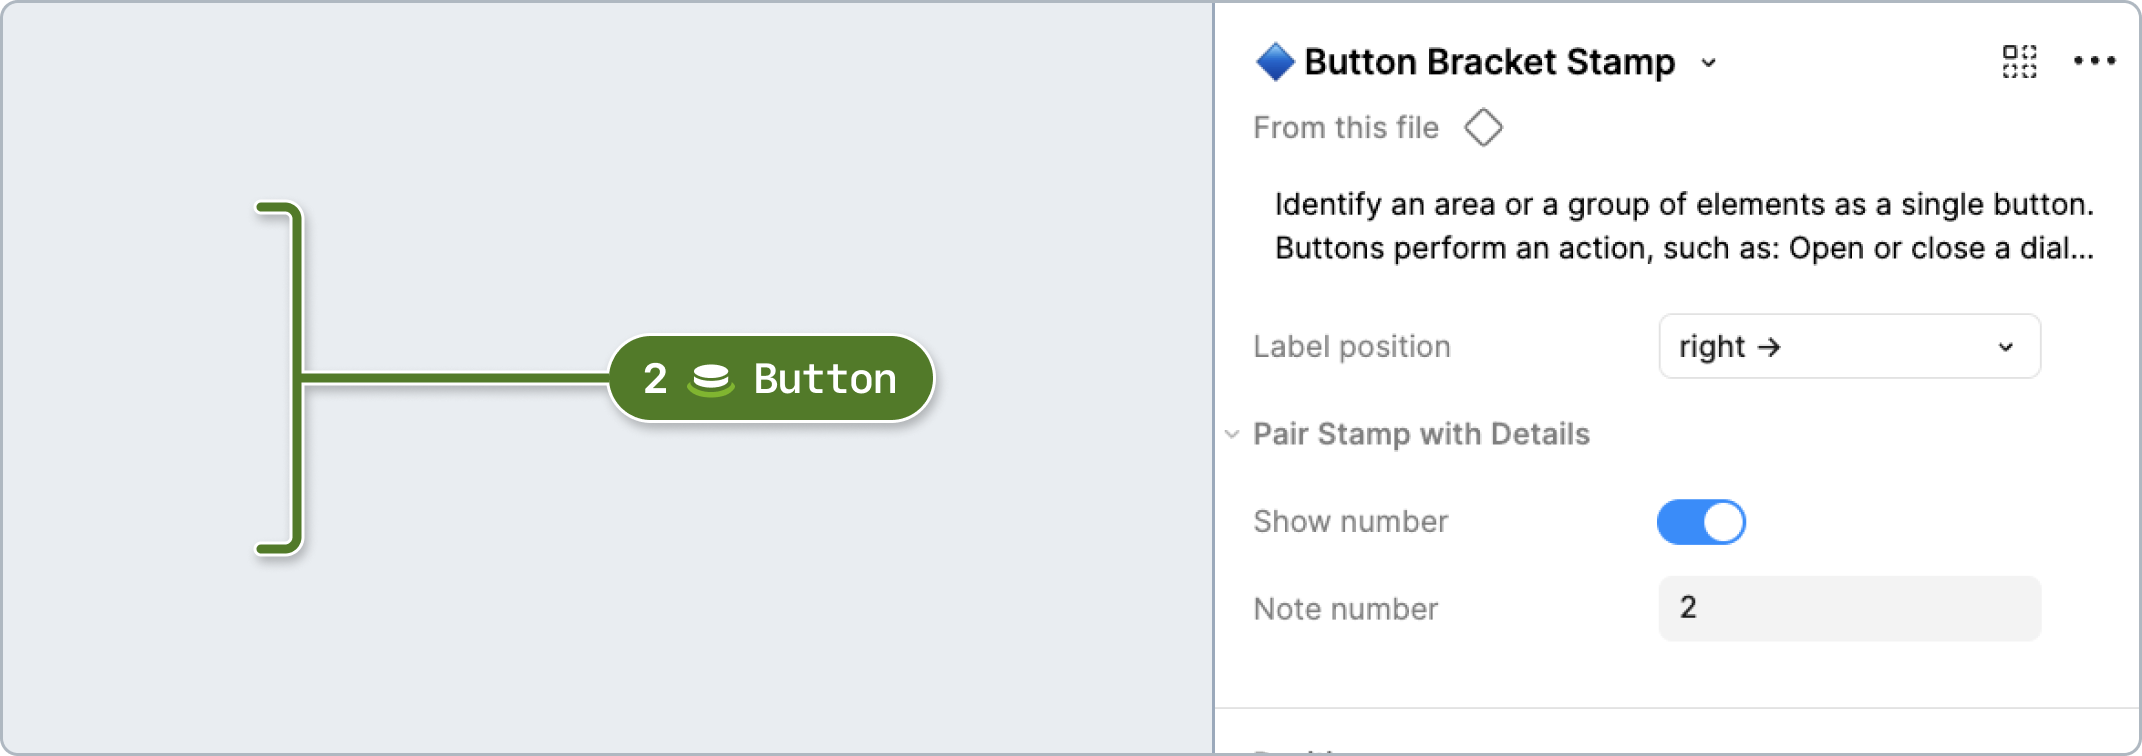 2 Button
Button Bracket Stamp
From this file
Identify an area or a group of elements as a single button.
Buttons perform an action, such as: Open or close a dial...
Label position
right →
Pair Stamp with Details
Show number
Note number
2